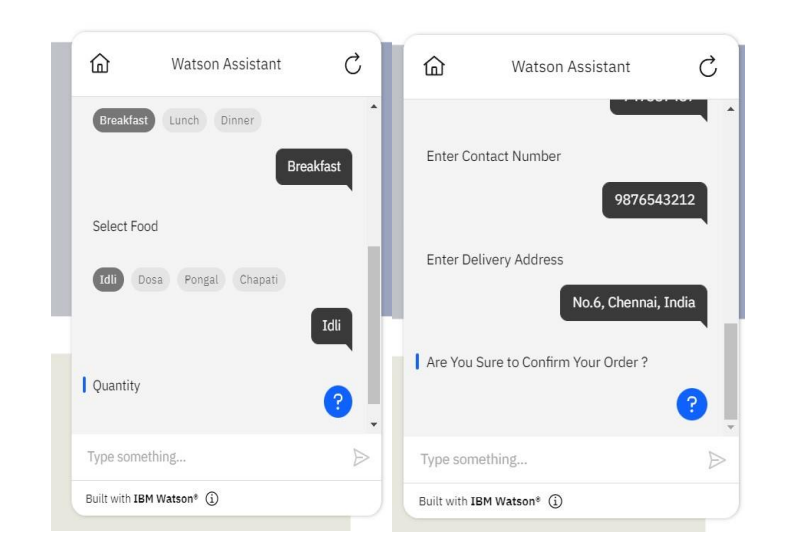 Watson Assistant
Breakfast Lunch Dinner
Breakfast
Select Food
Idli Dosa Pongal Chapati
Idli
Quantity
?
Type something...
Built with IBM Watson® ⓘ
Watson Assistant
Enter Contact Number
9876543212
Enter Delivery Address
No.6, Chennai, India
Are You Sure to Confirm Your Order ?
?
Type something...
Built with IBM Watson® ⓘ